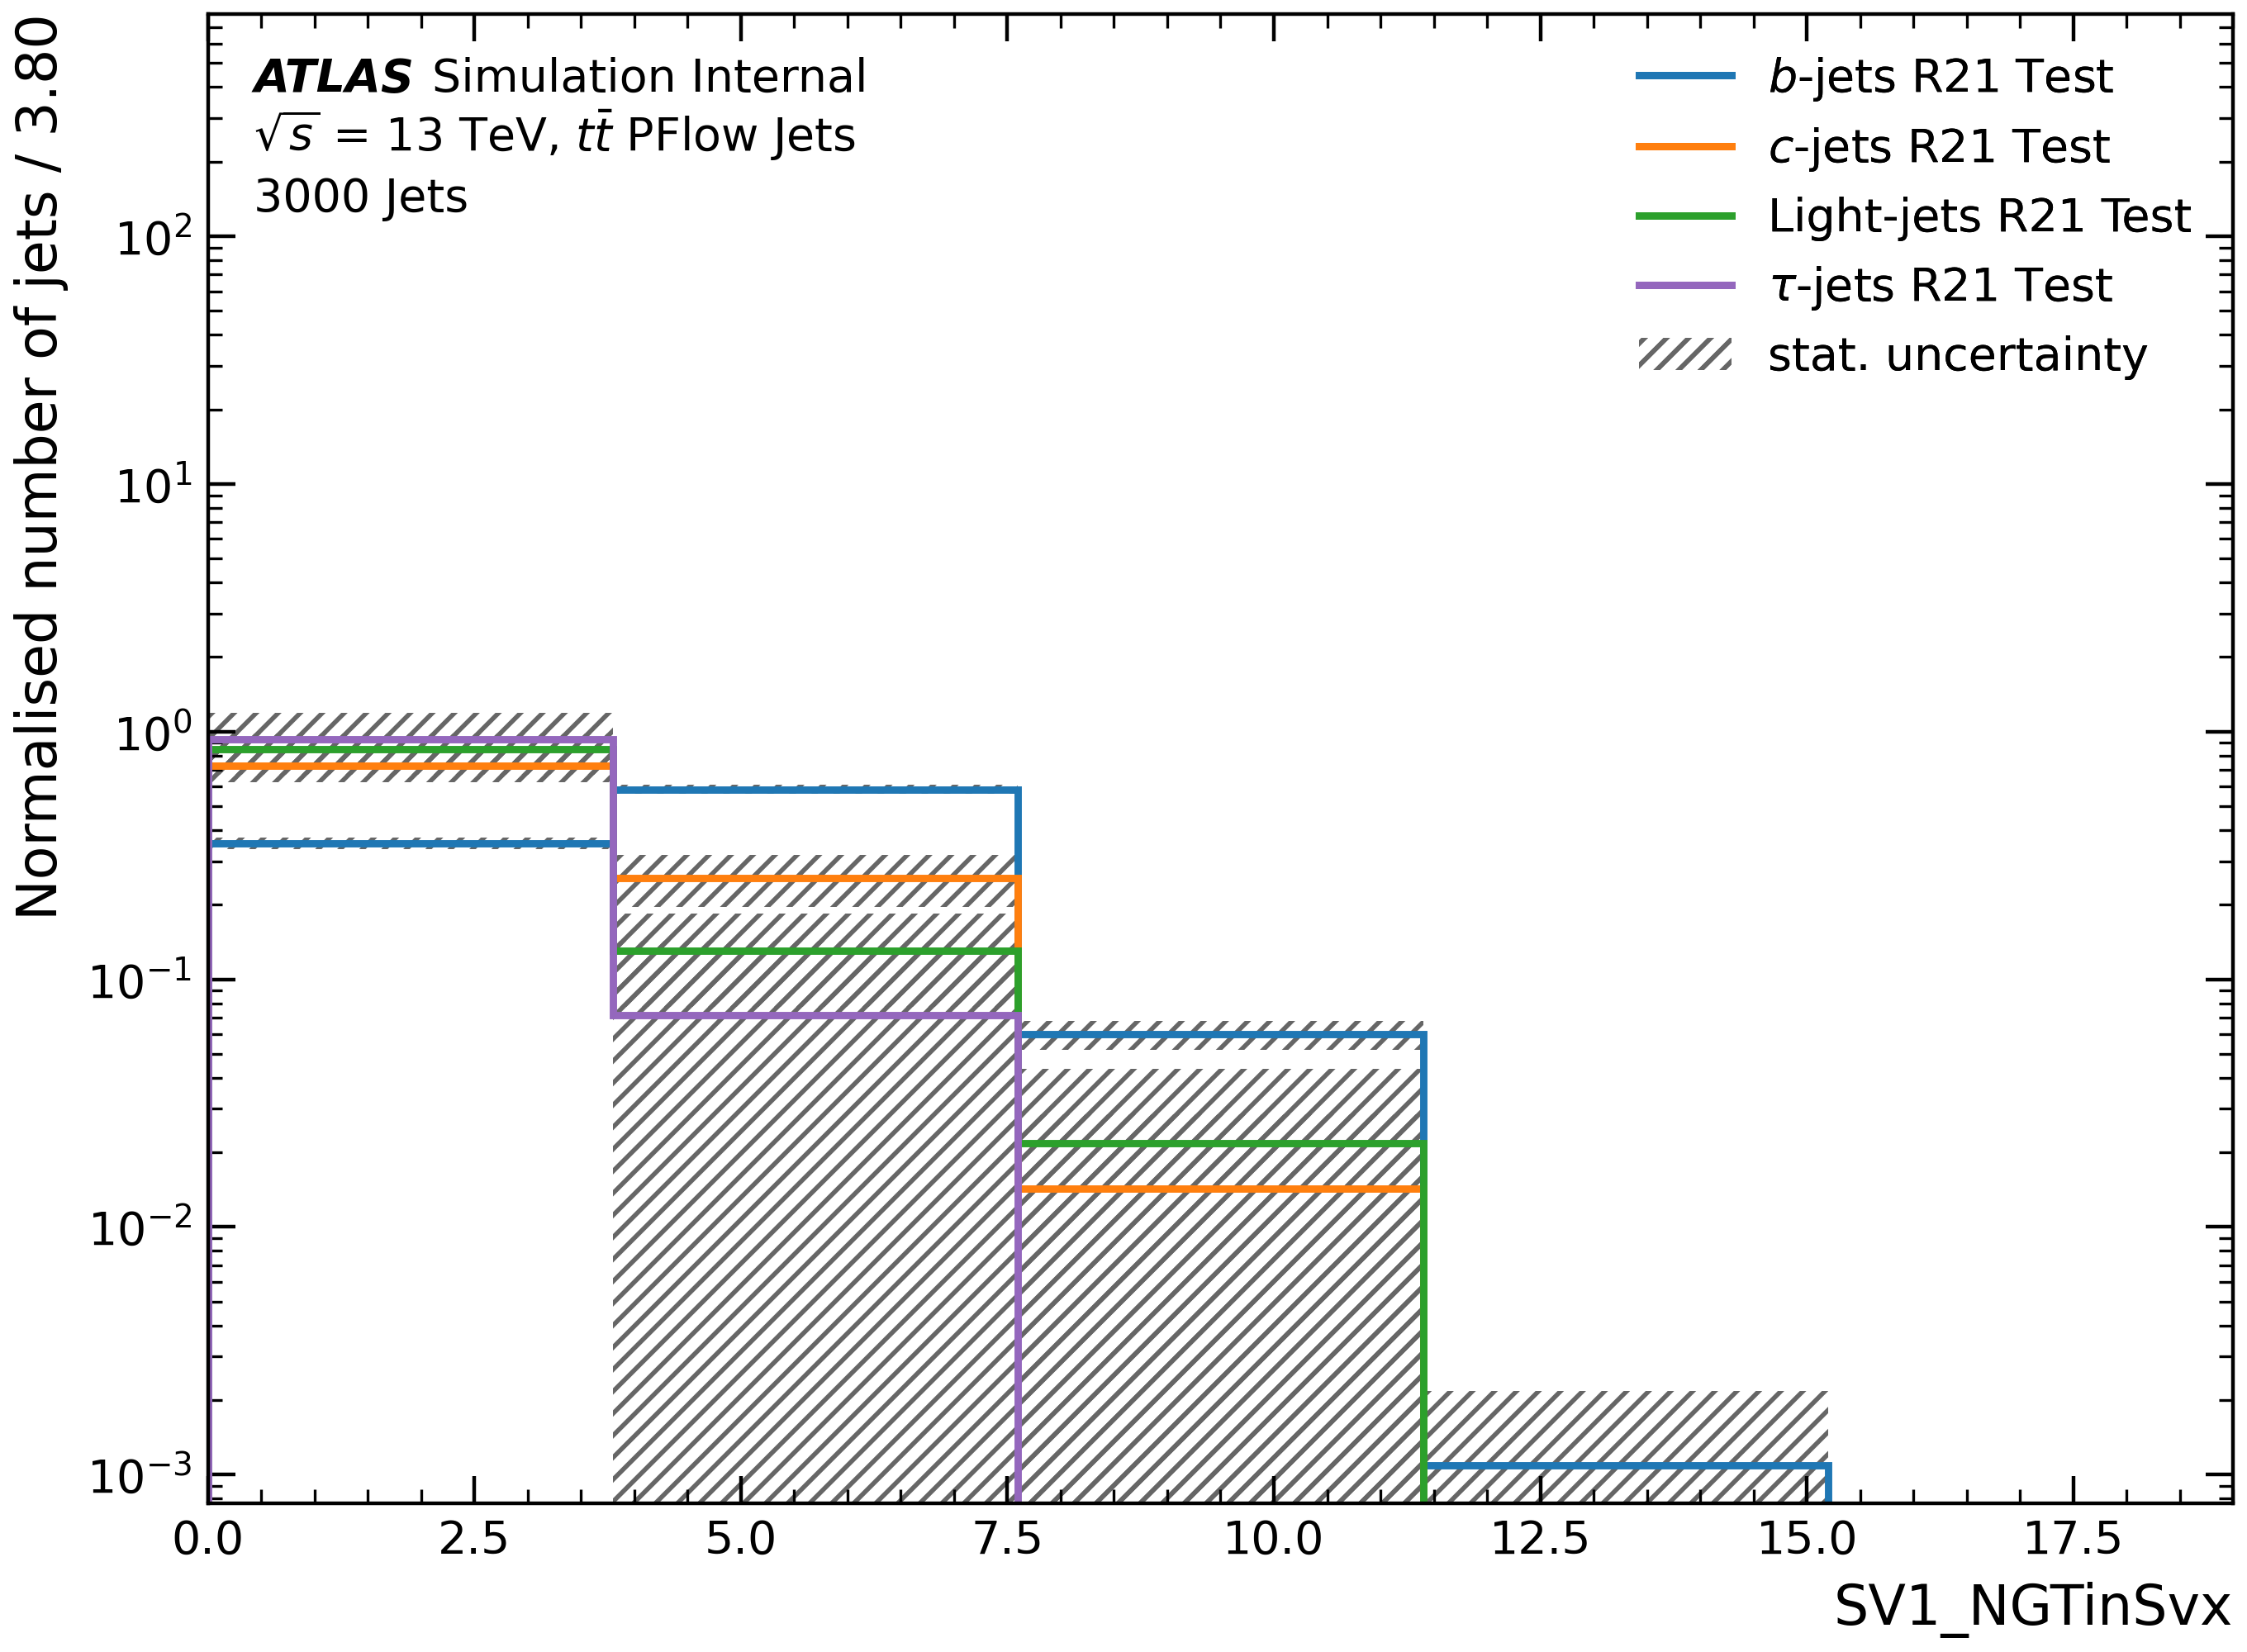 Normalised number of jets / 3.80
ATLAS Simulation Internal
√s = 13 TeV, tt̄ PFlow Jets
3000 Jets
b-jets R21 Test
c-jets R21 Test
Light-jets R21 Test
τ-jets R21 Test
stat. uncertainty
10²
10¹
10⁰
10⁻¹
10⁻²
10⁻³
0.0 2.5 5.0 7.5 10.0 12.5 15.0 17.5
SV1_NGTinSvx